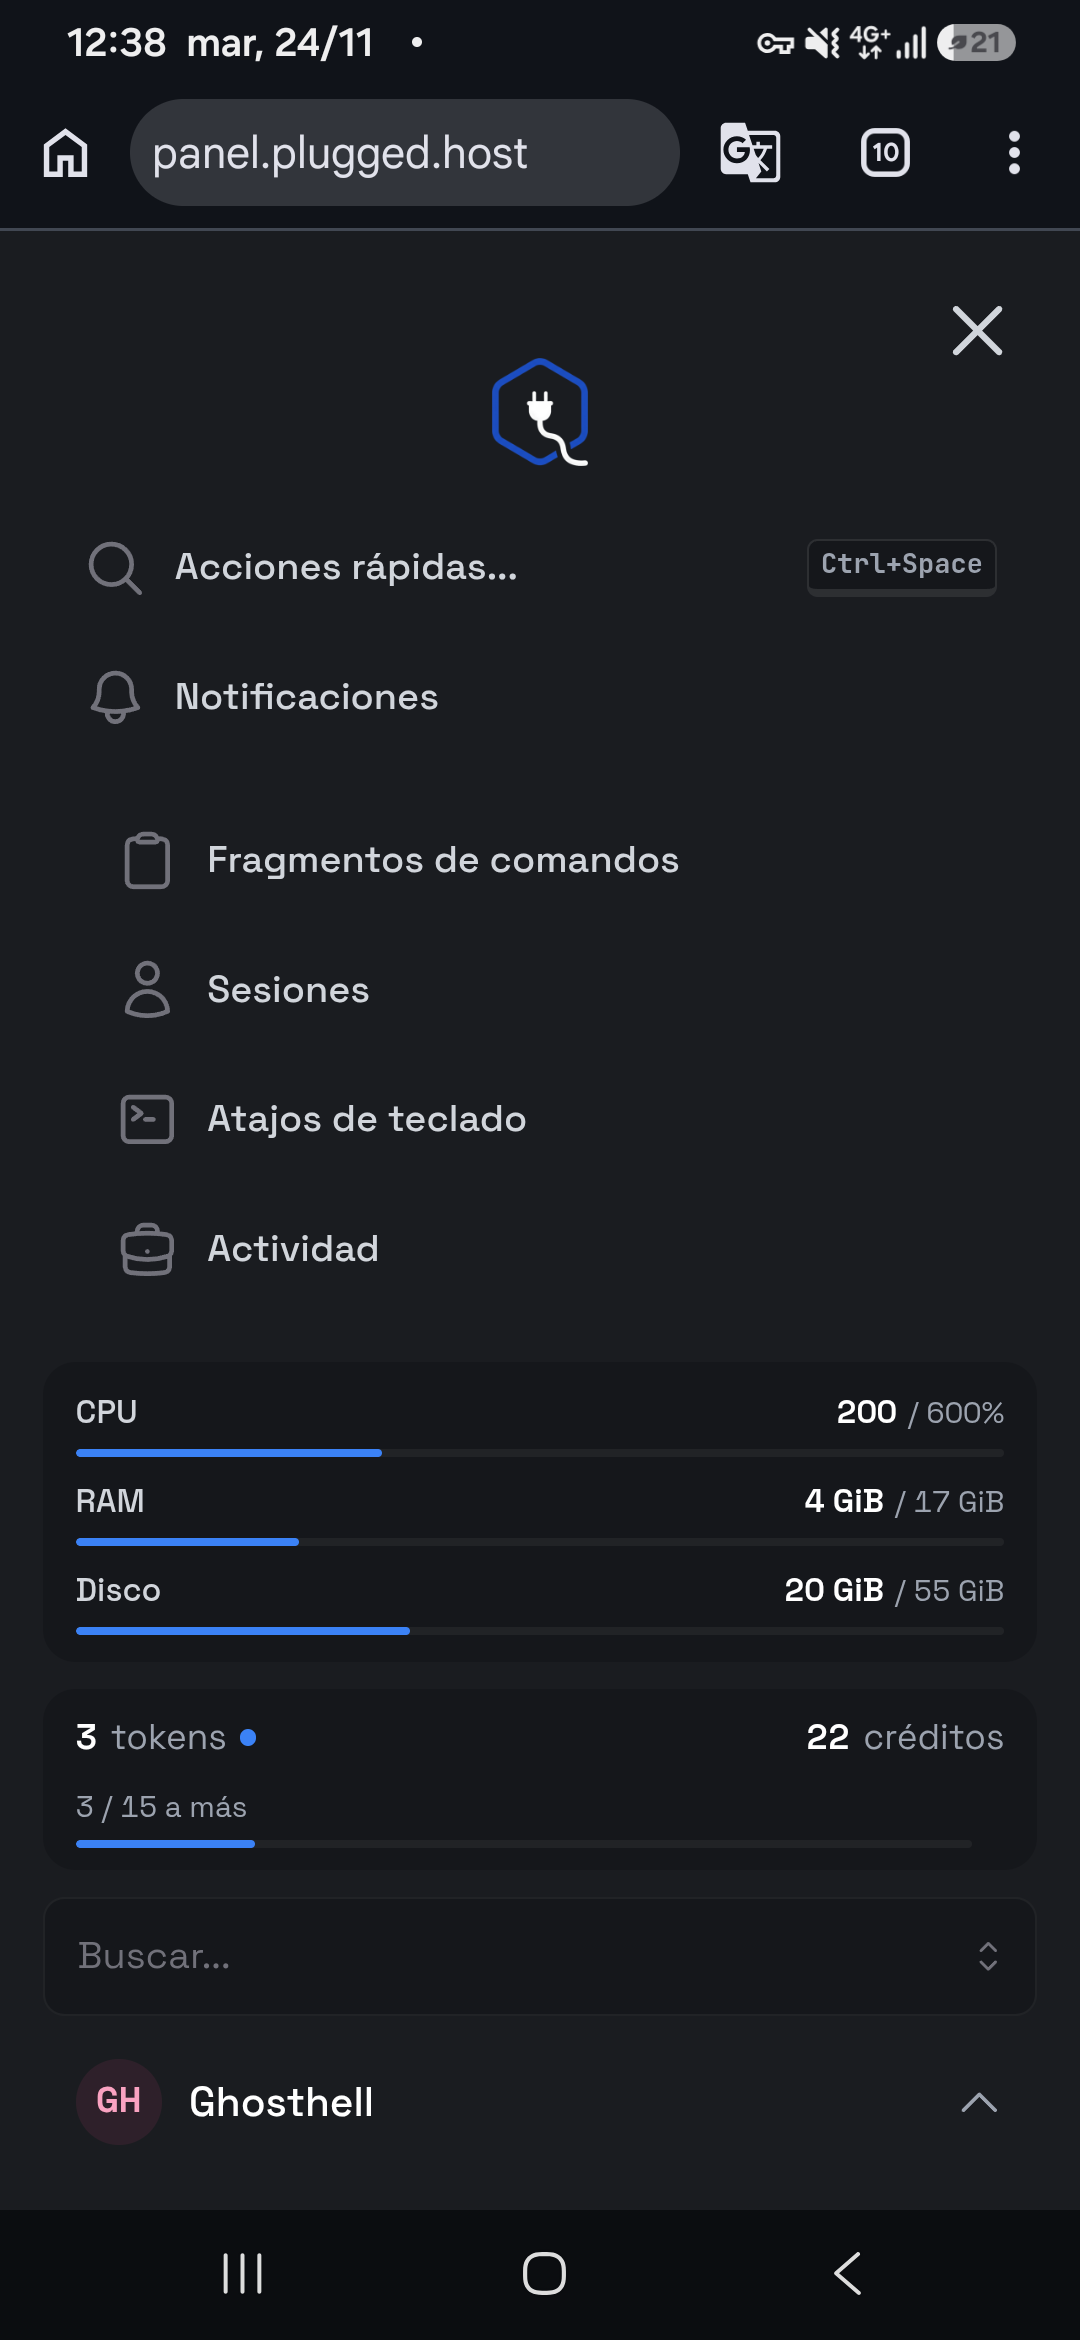 12:38 mar, 24/11 •
4G+ 21
panel.plugged.host
10
Acciones rápidas...
Ctrl+Space
Notificaciones
Fragmentos de comandos
Sesiones
Atajos de teclado
Actividad
CPU 200 / 600%
RAM 4 GiB / 17 GiB
Disco 20 GiB / 55 GiB
3 tokens 22 créditos
3 / 15 a más
Buscar...
GH Ghosthell